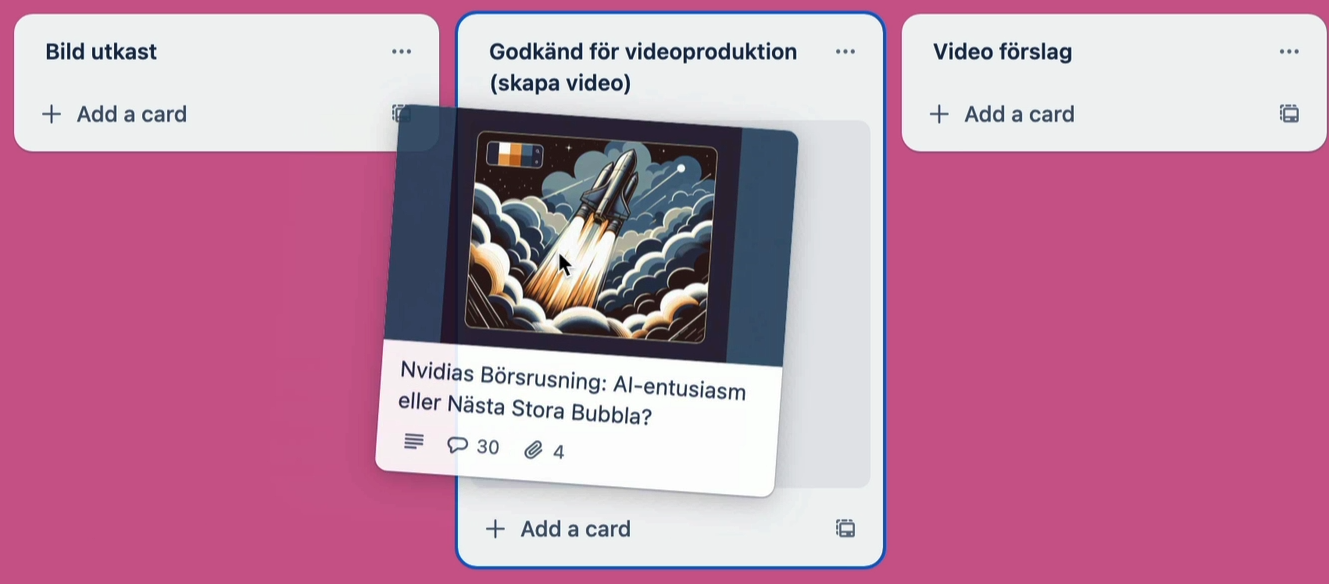 Bild utkast
Add a card
Godkänd för videoproduktion
(skapa video)
Nvidias Börsrusning: AI-entusiasm
eller Nästa Stora Bubbla?
30 4
Add a card
Video förslag
Add a card